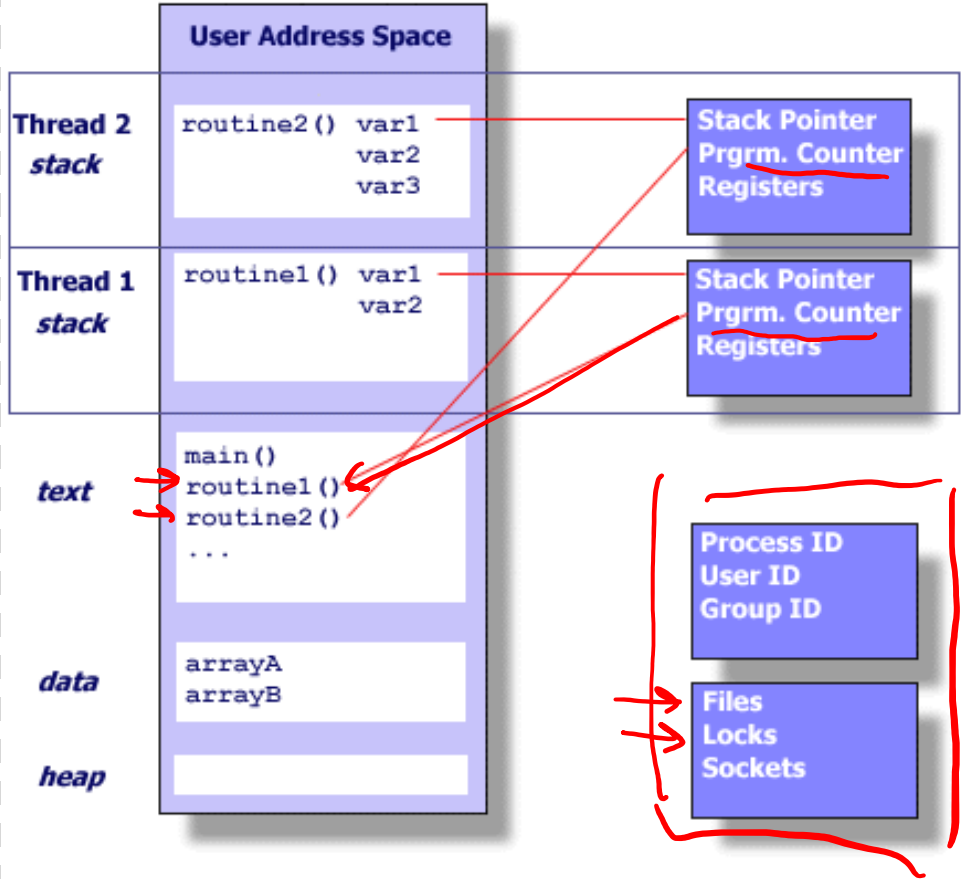 User Address Space
Thread 2
stack
routine2() var1
var2
var3
Stack Pointer
Prgrm. Counter
Registers
Thread 1
stack
routine1() var1
var2
Stack Pointer
Prgrm. Counter
Registers
text
main()
routine1()
routine2()
...
Process ID
User ID
Group ID
data
arrayA
arrayB
Files
Locks
Sockets
heap